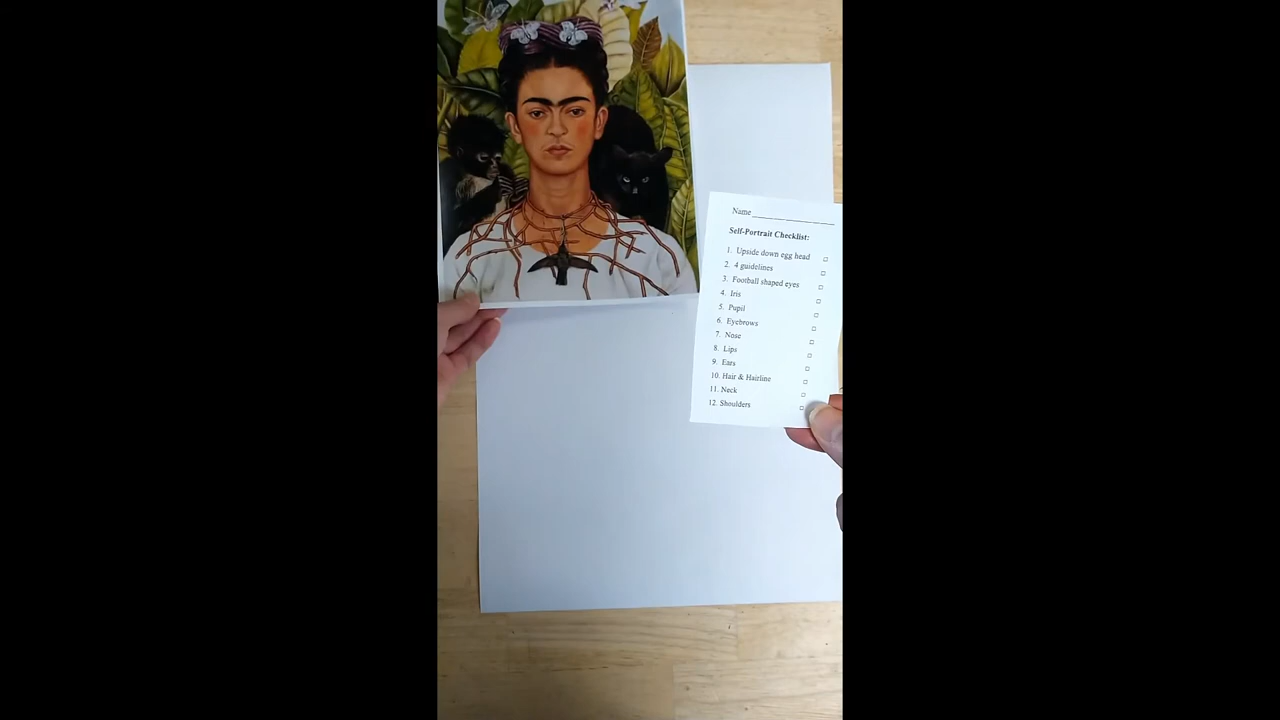 Name
Self-Portrait Checklist:
1. Upside down egg head
2. 4 guidelines
3. Football shaped eyes
4. Iris
5. Pupil
6. Eyebrows
7. Nose
8. Lips
9. Ears
10. Hair & Hairline
11. Neck
12. Shoulders